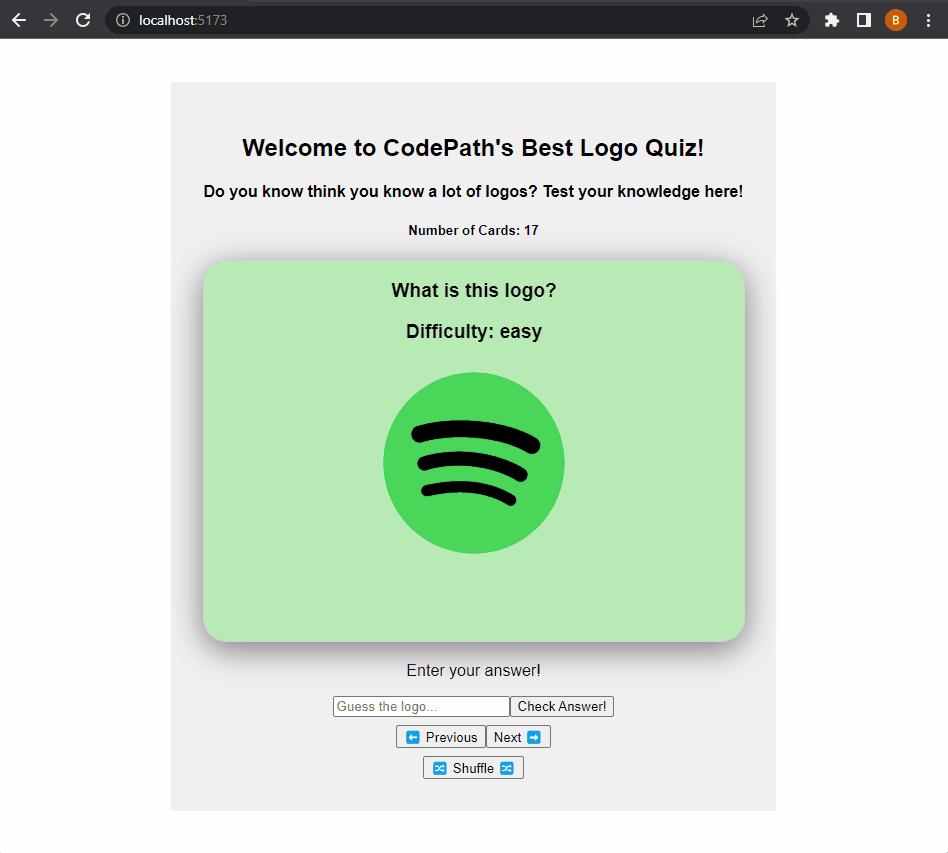 localhost:5173
B
Welcome to CodePath's Best Logo Quiz!
Do you know think you know a lot of logos? Test your knowledge here!
Number of Cards: 17
What is this logo?
Difficulty: easy
Enter your answer!
Guess the logo... Check Answer!
⬅️ Previous Next ➡️
🔀 Shuffle 🔀